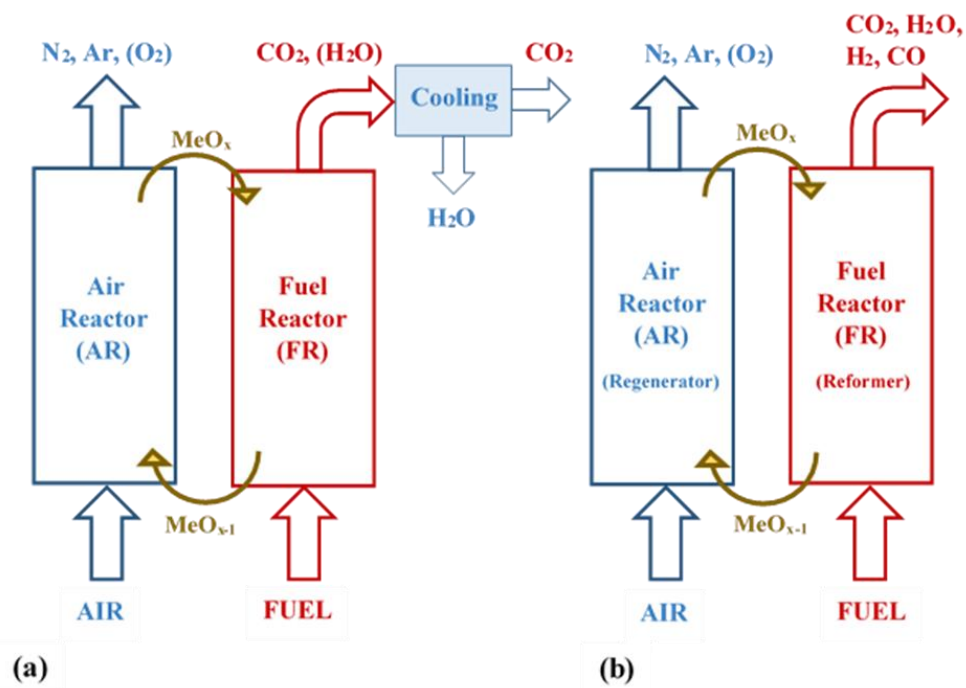 N₂, Ar, (O₂)
CO₂, (H₂O)
Cooling
CO₂
H₂O
MeOₓ
Air
Reactor
(AR)
Fuel
Reactor
(FR)
MeOₓ₋₁
AIR
FUEL
(a)
N₂, Ar, (O₂)
CO₂, H₂O,
H₂, CO
MeOₓ
Air
Reactor
(AR)
(Regenerator)
Fuel
Reactor
(FR)
(Reformer)
MeOₓ₋₁
AIR
FUEL
(b)